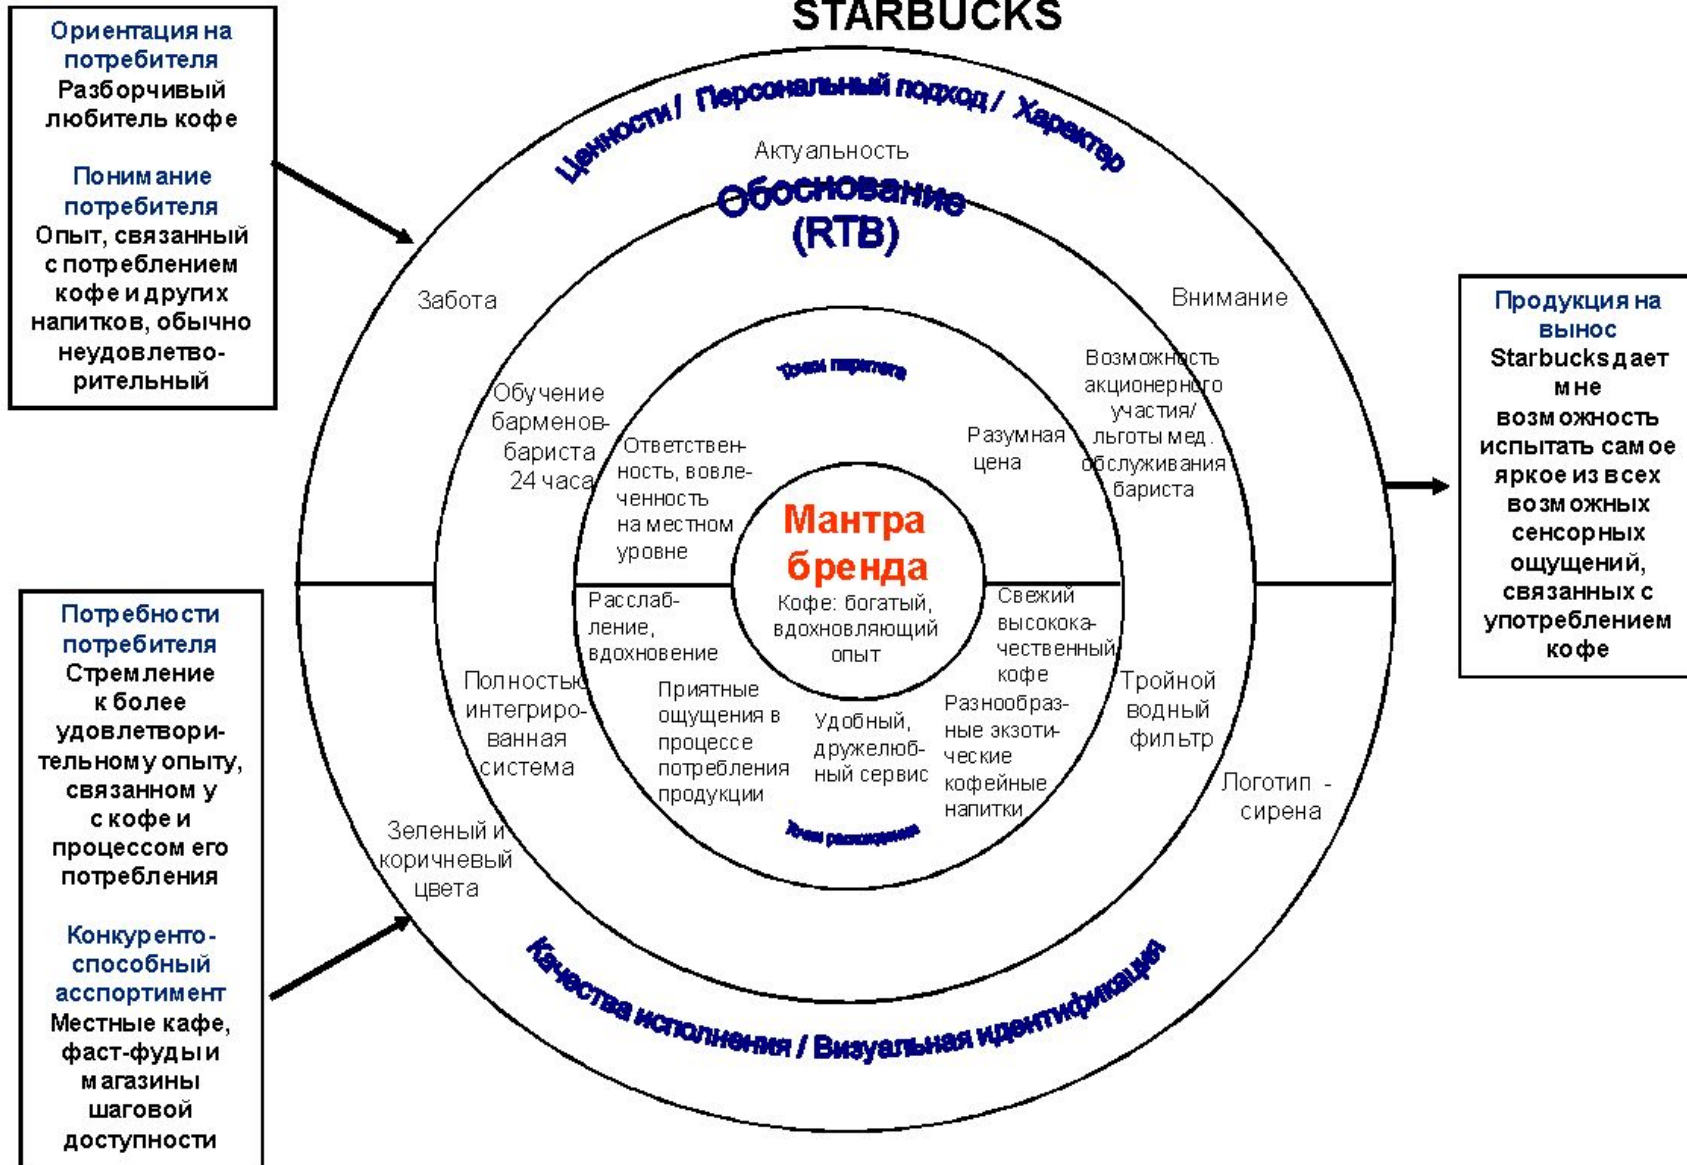 STARBUCKS
Ориентация на
потребителя
Разборчивый
любитель кофе
Понимание
потребителя
Опыт, связанный
с потреблением
кофе и других
напитков, обычно
неудовлетво-
рительный
Потребности
потребителя
Стремление
к более
удовлетвори-
тельному опыту,
связанном у
с кофе и
процессом его
потребления
Конкуренто-
способный
асспортимент
Местные кафе,
фаст-фуды и
магазины
шаговой
доступности
Ценности / Персональный подход / Характер
Актуальность
Забота
Внимание
Обоснование
(RTB)
Обучение
барменов-
бариста
24 часа
Возможность
акционерного
участия/
льготы мед.
обслуживания
бариста
Точки паритета
Ответствен-
ность, вовле-
ченность
на местном
уровне
Разумная
цена
Мантра
бренда
Кофе: богатый,
вдохновляющий
опыт
Расслаб-
ление,
вдохновение
Приятные
ощущения в
процессе
потребления
продукции
Удобный,
дружелюб-
ный сервис
Свежий
высокока-
чественный
кофе
Разнообраз-
ные экзоти-
ческие
кофейные
напитки
Точки расхождения
Полностью
интегриро-
ванная
система
Тройной
водный
фильтр
Зеленый и
коричневый
цвета
Логотип -
сирена
Качества исполнения / Визуальная идентификация
Продукция на
вынос
Starbucks дает
мне
возможность
испытать самое
яркое из всех
возможных
сенсорных
ощущений,
связанных с
употреблением
кофе